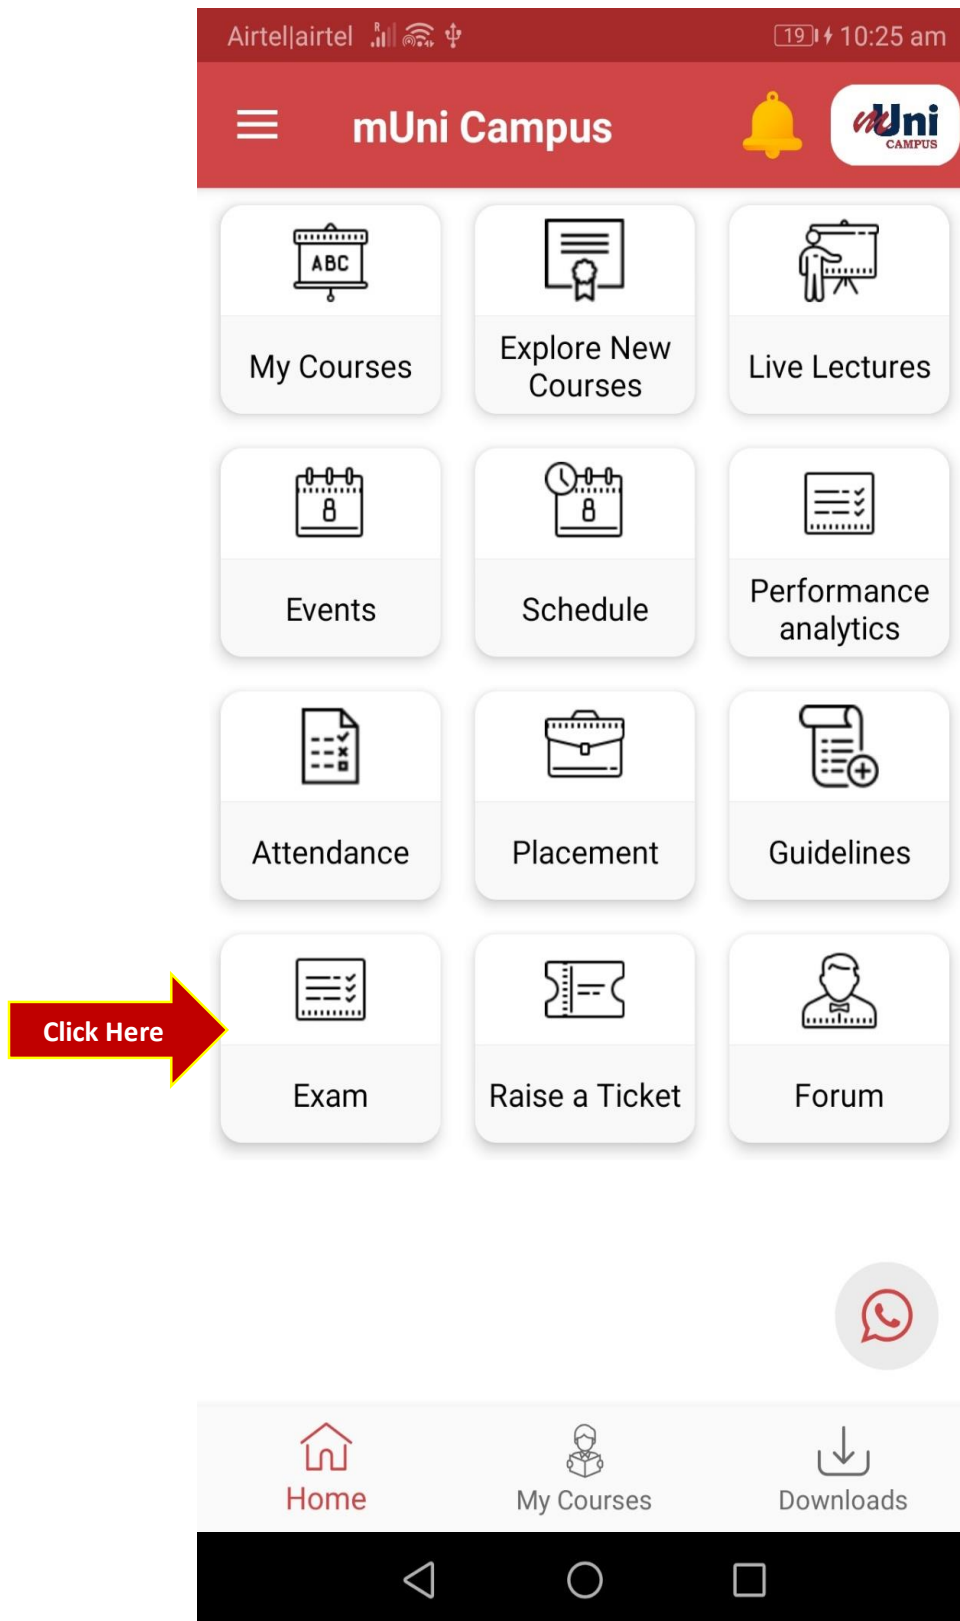 Airtel|airtel R 19 10:25 am
mUni Campus mUni
CAMPUS
ABC
My Courses Explore New
Courses Live Lectures
8 8
Events Schedule Performance
analytics
Attendance Placement Guidelines
Click Here
Exam Raise a Ticket Forum
Home My Courses Downloads